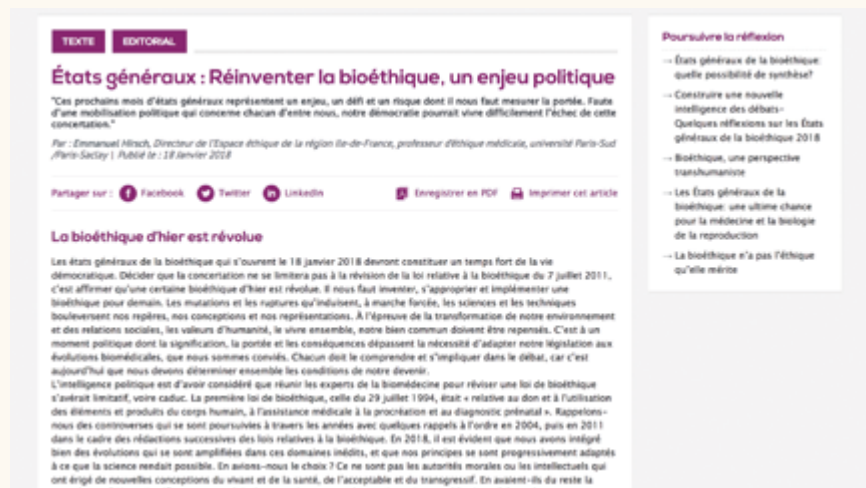 TEXTE
EDITORIAL
États généraux : Réinventer la bioéthique, un enjeu politique
"Ces prochains mois d'états généraux représentent un enjeu, un défi et un risque dont il nous faut mesurer la portée. Faute
d'une mobilisation politique qui concerne chacun d'entre nous, notre démocratie pourrait vivre difficilement l'échec de cette
concertation."
Par : Emmanuel Hirsch, Directeur de l'Espace éthique de la région Ile-de-France, professeur d'éthique médicale, université Paris-Sud
/Paris-Saclay | Publié le : 18 Janvier 2018
Partager sur : Facebook Twitter LinkedIn Enregistrer en PDF Imprimer cet article
La bioéthique d'hier est révolue
Les états généraux de la bioéthique qui s'ouvrent le 18 janvier 2018 devront constituer un temps fort de la vie
démocratique. Décider que la concertation ne se limitera pas à la révision de la loi relative à la bioéthique du 7 juillet 2011,
c'est affirmer qu'une certaine bioéthique d'hier est révolue. Il nous faut inventer, s'approprier et implémenter une
bioéthique pour demain. Les mutations et les ruptures qu'induisent, à marche forcée, les sciences et les techniques
bouleversent nos repères, nos conceptions et nos représentations. À l'épreuve de la transformation de notre environnement
et des relations sociales, les valeurs d'humanité, le vivre ensemble, notre bien commun doivent être repensés. C'est à un
moment politique dont la signification, la portée et les conséquences dépassent la nécessité d'adapter notre législation aux
évolutions biomédicales, que nous sommes conviés. Chacun doit le comprendre et s'impliquer dans le débat, car c'est
aujourd'hui que nous devons déterminer ensemble les conditions de notre devenir.
L'intelligence politique est d'avoir considéré que réunir les experts de la biomédecine pour réviser une loi de bioéthique
s'avérait limitatif, voire caduc. La première loi de bioéthique, celle du 29 juillet 1994, était « relative au don et à l'utilisation
des éléments et produits du corps humain, à l'assistance médicale à la procréation et au diagnostic prénatal ». Rappelons-
nous des controverses qui se sont poursuivies à travers les années avec quelques rappels à l'ordre en 2004, puis en 2011
dans le cadre des rédactions successives des lois relatives à la bioéthique. En 2018, il est évident que nous avons intégré
bien des évolutions qui se sont amplifiées dans ces domaines inédits, et que nos principes se sont progressivement adaptés
à ce que la science rendait possible. En avions-nous le choix ? Ce ne sont pas les autorités morales ou les intellectuels qui
ont érigé de nouvelles conceptions du vivant et de la santé, de l'acceptable et du transgressif. En avaient-ils du reste la
Poursuivre la réflexion
→ États généraux de la bioéthique:
quelle possibilité de synthèse?
→ Construire une nouvelle
intelligence des débats-
Quelques réflexions sur les États
généraux de la bioéthique 2018
→ Bioéthique, une perspective
transhumaniste
→ Les États généraux de la
bioéthique: une ultime chance
pour la médecine et la biologie
de la reproduction
→ La bioéthique n'a pas l'éthique
qu'elle mérite